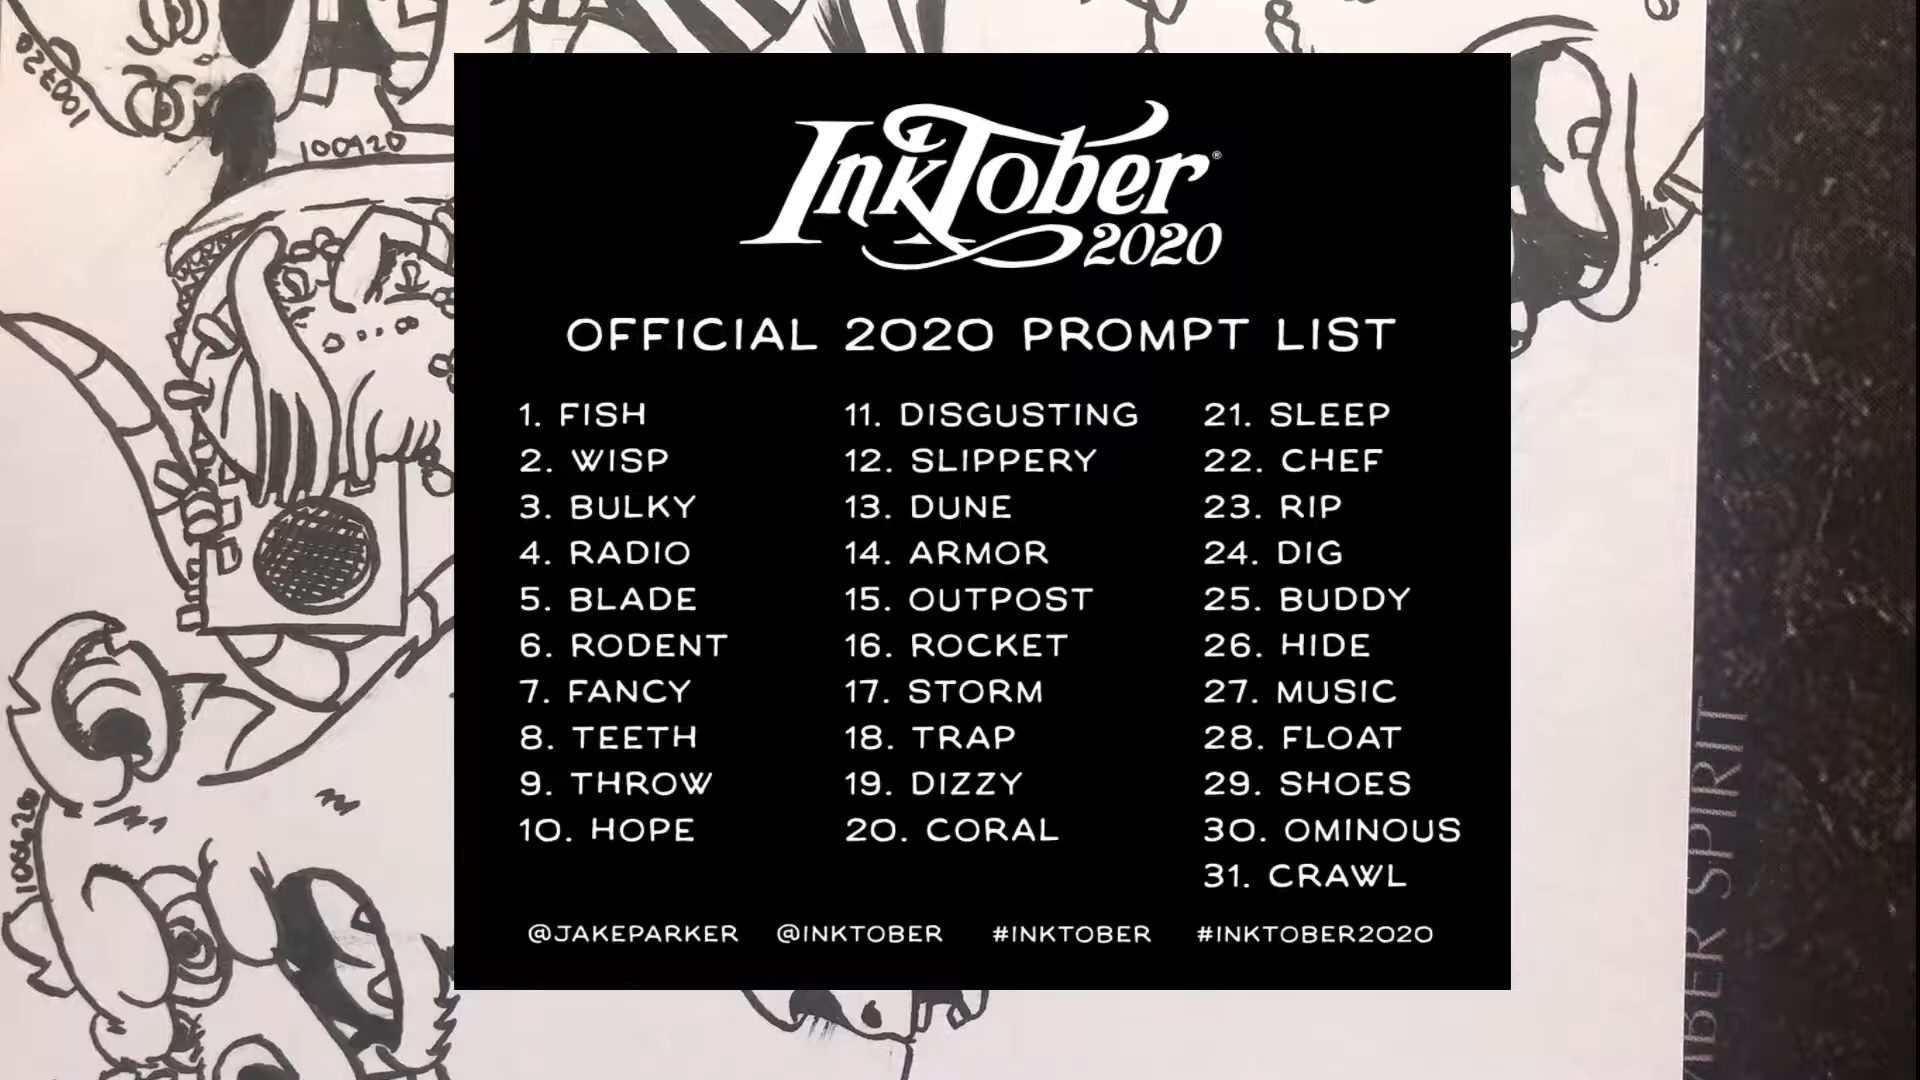 100720
100920
InkTober®
2020
OFFICIAL 2020 PROMPT LIST
1. FISH
2. WISP
3. BULKY
4. RADIO
5. BLADE
6. RODENT
7. FANCY
8. TEETH
9. THROW
10. HOPE
11. DISGUSTING
12. SLIPPERY
13. DUNE
14. ARMOR
15. OUTPOST
16. ROCKET
17. STORM
18. TRAP
19. DIZZY
20. CORAL
21. SLEEP
22. CHEF
23. RIP
24. DIG
25. BUDDY
26. HIDE
27. MUSIC
28. FLOAT
29. SHOES
30. OMINOUS
31. CRAWL
@JAKEPARKER @INKTOBER #INKTOBER #INKTOBER2020
100620
SPIRIT